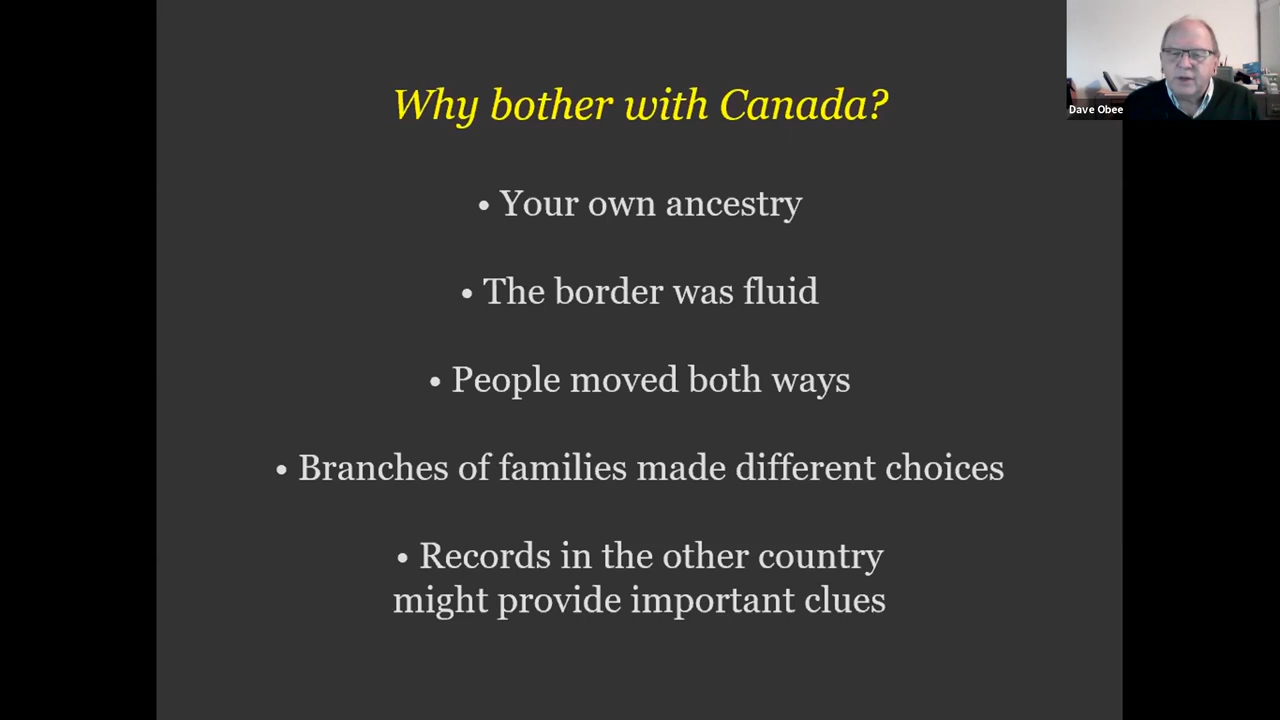 Why bother with Canada?
Dave Obee
• Your own ancestry
• The border was fluid
• People moved both ways
• Branches of families made different choices
• Records in the other country
might provide important clues